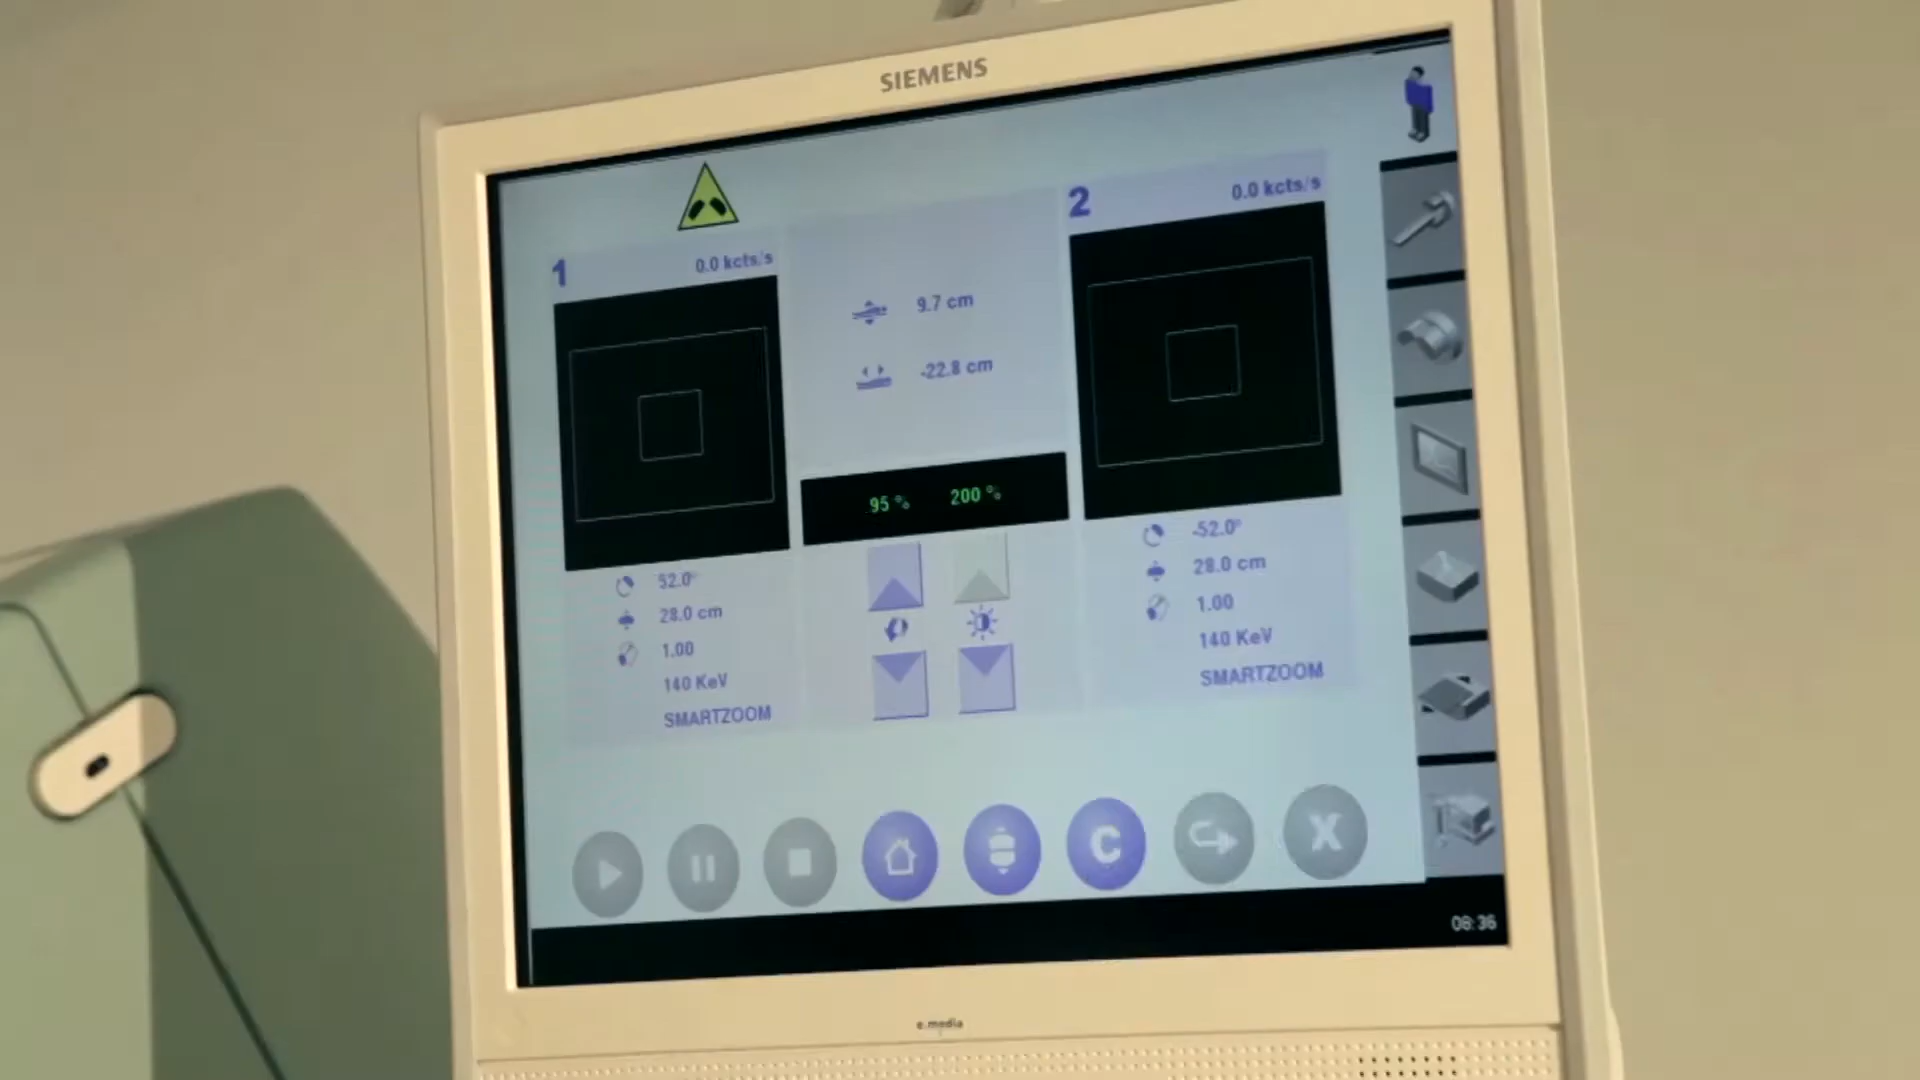 SIEMENS
1
0.0 kcts/s
9.7 cm
-22.8 cm
2
0.0 kcts/s
95 %
200 %
52.0°
28.0 cm
1.00
140 KeV
SMARTZOOM
-52.0°
28.0 cm
1.00
140 KeV
SMARTZOOM
C
X
08:36
e.media